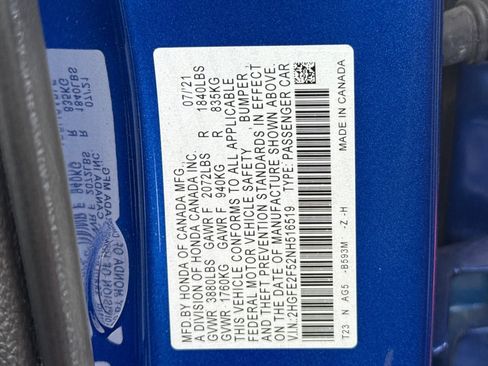 MFD BY HONDA OF CANADA MFG. 07/'21
A DIVISION OF HONDA CANADA INC.
GVWR 3880LBS GAWR F 2072LBS R 1840LBS
GVWR 1760KG GAWR F 940KG R 835KG
THIS VEHICLE CONFORMS TO ALL APPLICABLE
FEDERAL MOTOR VEHICLE SAFETY, BUMPER,
AND THEFT PREVENTION STANDARDS IN EFFECT
ON THE DATE OF MANUFACTURE SHOWN ABOVE.
V.I.N. 2HGFE2F52NH516519 TYPE: PASSENGER CAR
T23 N AG5 -B593M -Z -H MADE IN CANADA